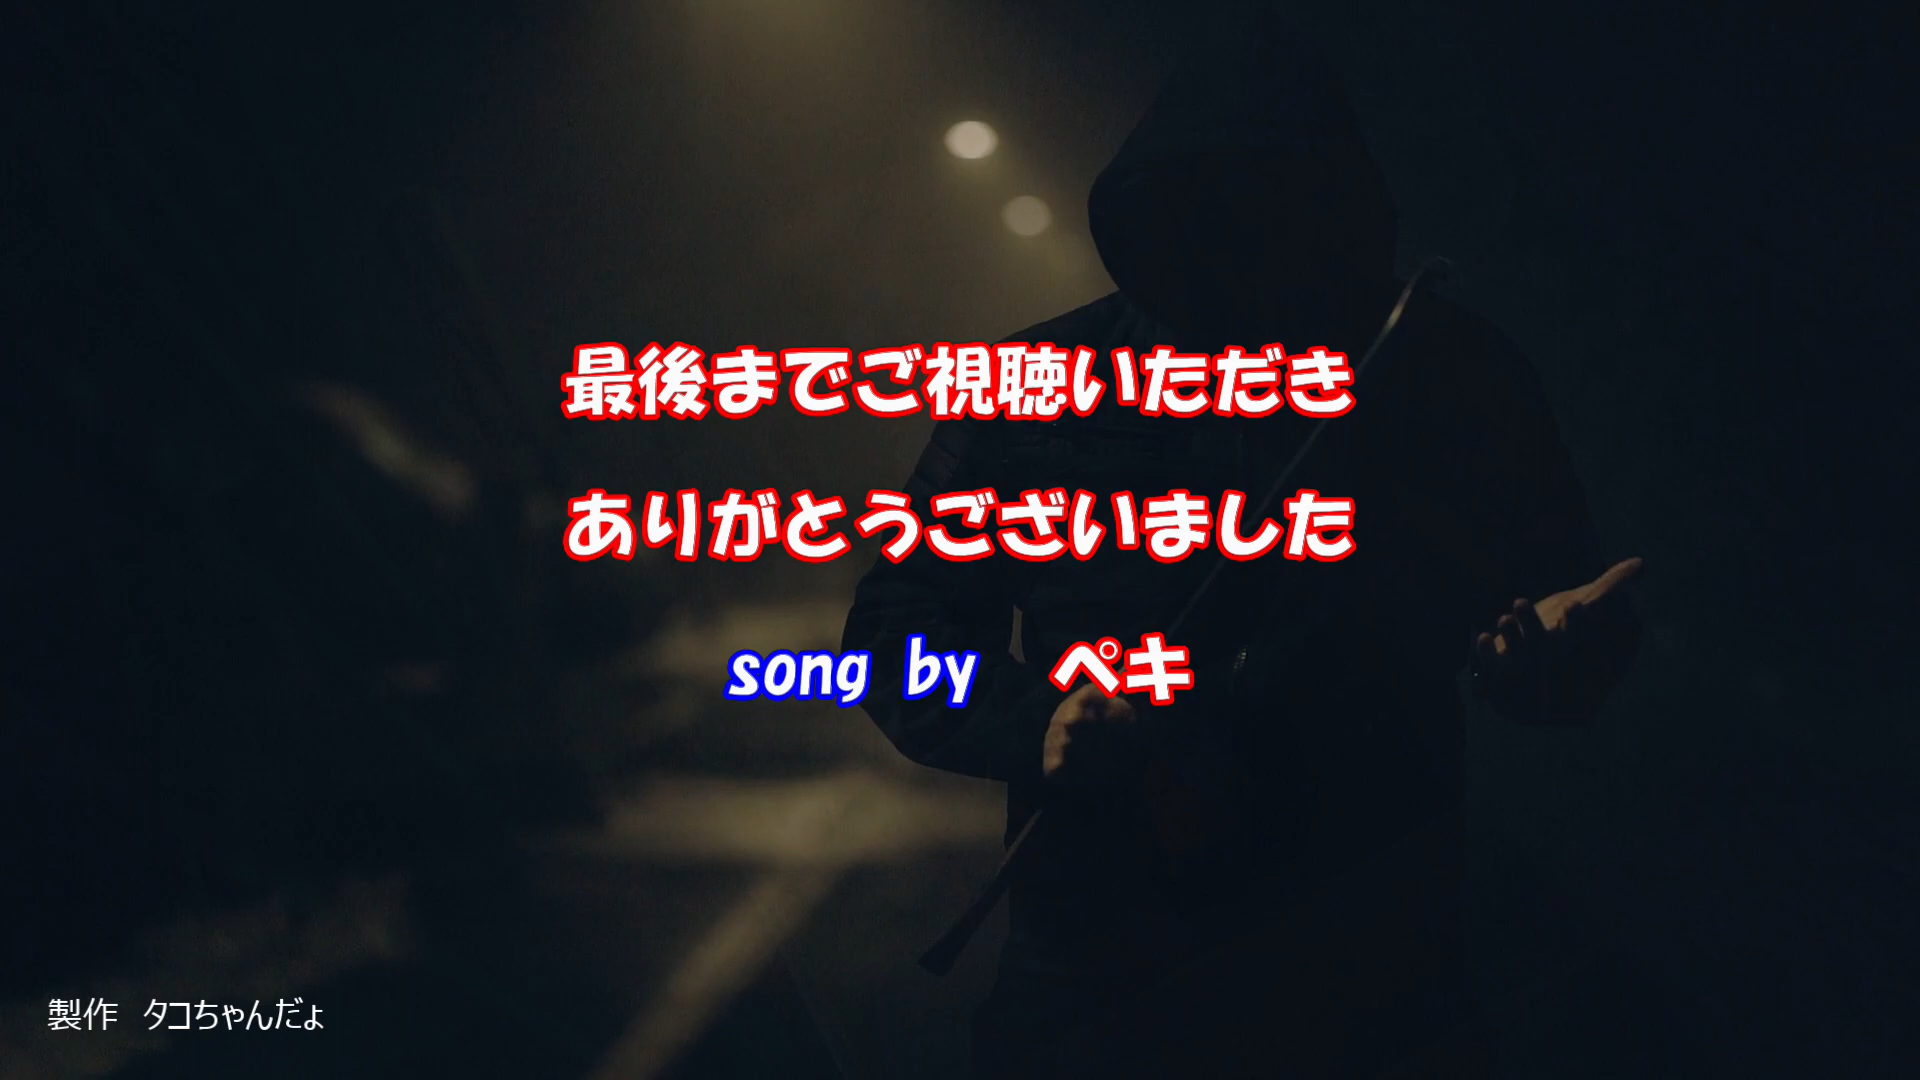 最後までご視聴いただき
ありがとうございました
song by　ペキ
製作　タコちゃんだょ